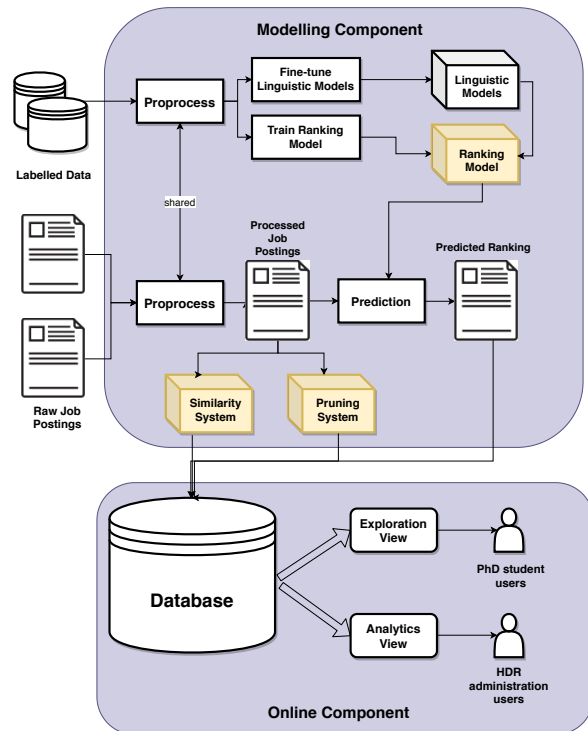 Modelling Component
Proprocess
Fine-tune
Linguistic Models
Linguistic
Models
Train Ranking
Model
Ranking
Model
Labelled Data
shared
Processed
Job
Postings
Predicted Ranking
Proprocess
Prediction
Raw Job
Postings
Similarity
System
Pruning
System
Database
Exploration
View
PhD student
users
Analytics
View
HDR
administration
users
Online Component